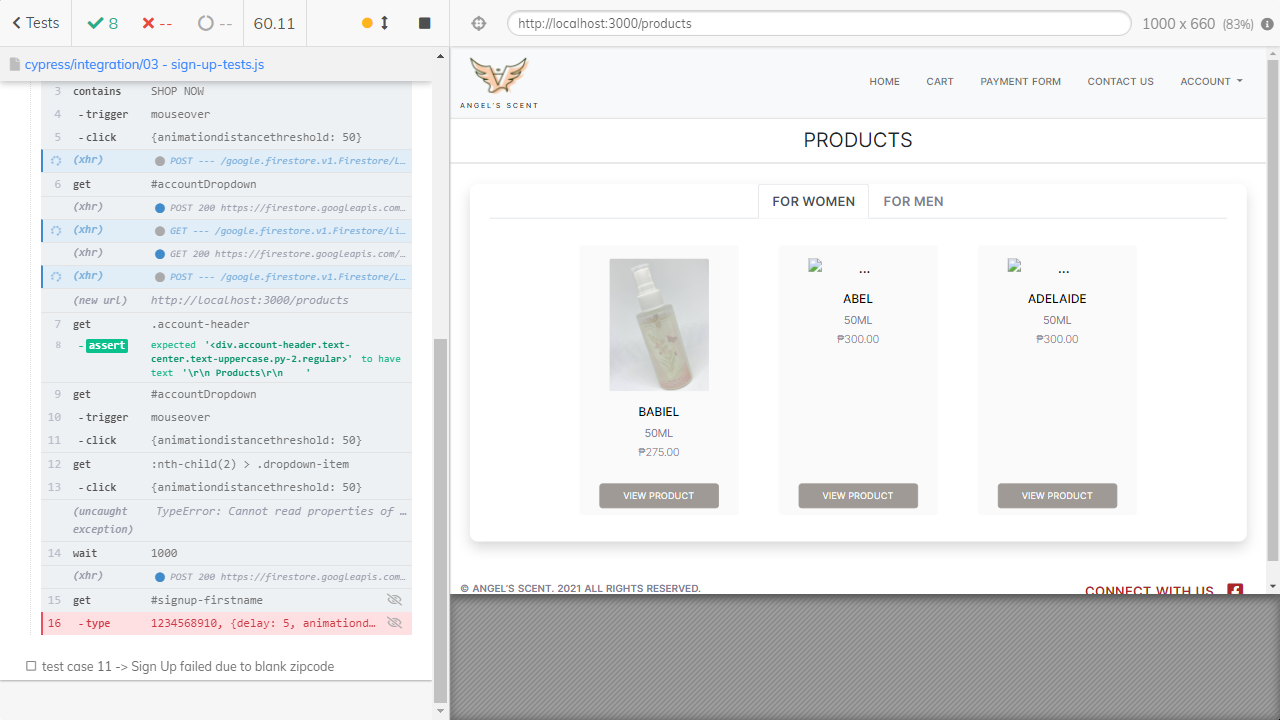 Tests
8
--
--
60.11
http://localhost:3000/products
1000 x 660 (83%)
cypress/integration/03 - sign-up-tests.js
3 contains SHOP NOW
4 - trigger mouseover
5 - click {animationdistancethreshold: 50}
(xhr) POST --- /google.firestore.v1.Firestore/L…
6 get #accountDropdown
(xhr) POST 200 https://firestore.googleapis.com…
(xhr) GET --- /google.firestore.v1.Firestore/Li…
(xhr) GET 200 https://firestore.googleapis.com/…
(xhr) POST --- /google.firestore.v1.Firestore/L…
(new url) http://localhost:3000/products
7 get .account-header
8 - assert expected '<div.account-header.text-
center.text-uppercase.py-2.regular>' to have
text '\r\n Products\r\n '
9 get #accountDropdown
10 - trigger mouseover
11 - click {animationdistancethreshold: 50}
12 get :nth-child(2) > .dropdown-item
13 - click {animationdistancethreshold: 50}
(uncaught TypeError: Cannot read properties of …
exception)
14 wait 1000
(xhr) POST 200 https://firestore.googleapis.com…
15 get #signup-firstname
16 - type 1234568910, {delay: 5, animationd…
test case 11 -> Sign Up failed due to blank zipcode
ANGEL'S SCENT
HOME CART PAYMENT FORM CONTACT US ACCOUNT
PRODUCTS
FOR WOMEN FOR MEN
... ...
ABEL ADELAIDE
50ML 50ML
₱300.00 ₱300.00
BABIEL
50ML
₱275.00
VIEW PRODUCT VIEW PRODUCT VIEW PRODUCT
© ANGEL'S SCENT. 2021 ALL RIGHTS RESERVED.
CONNECT WITH US